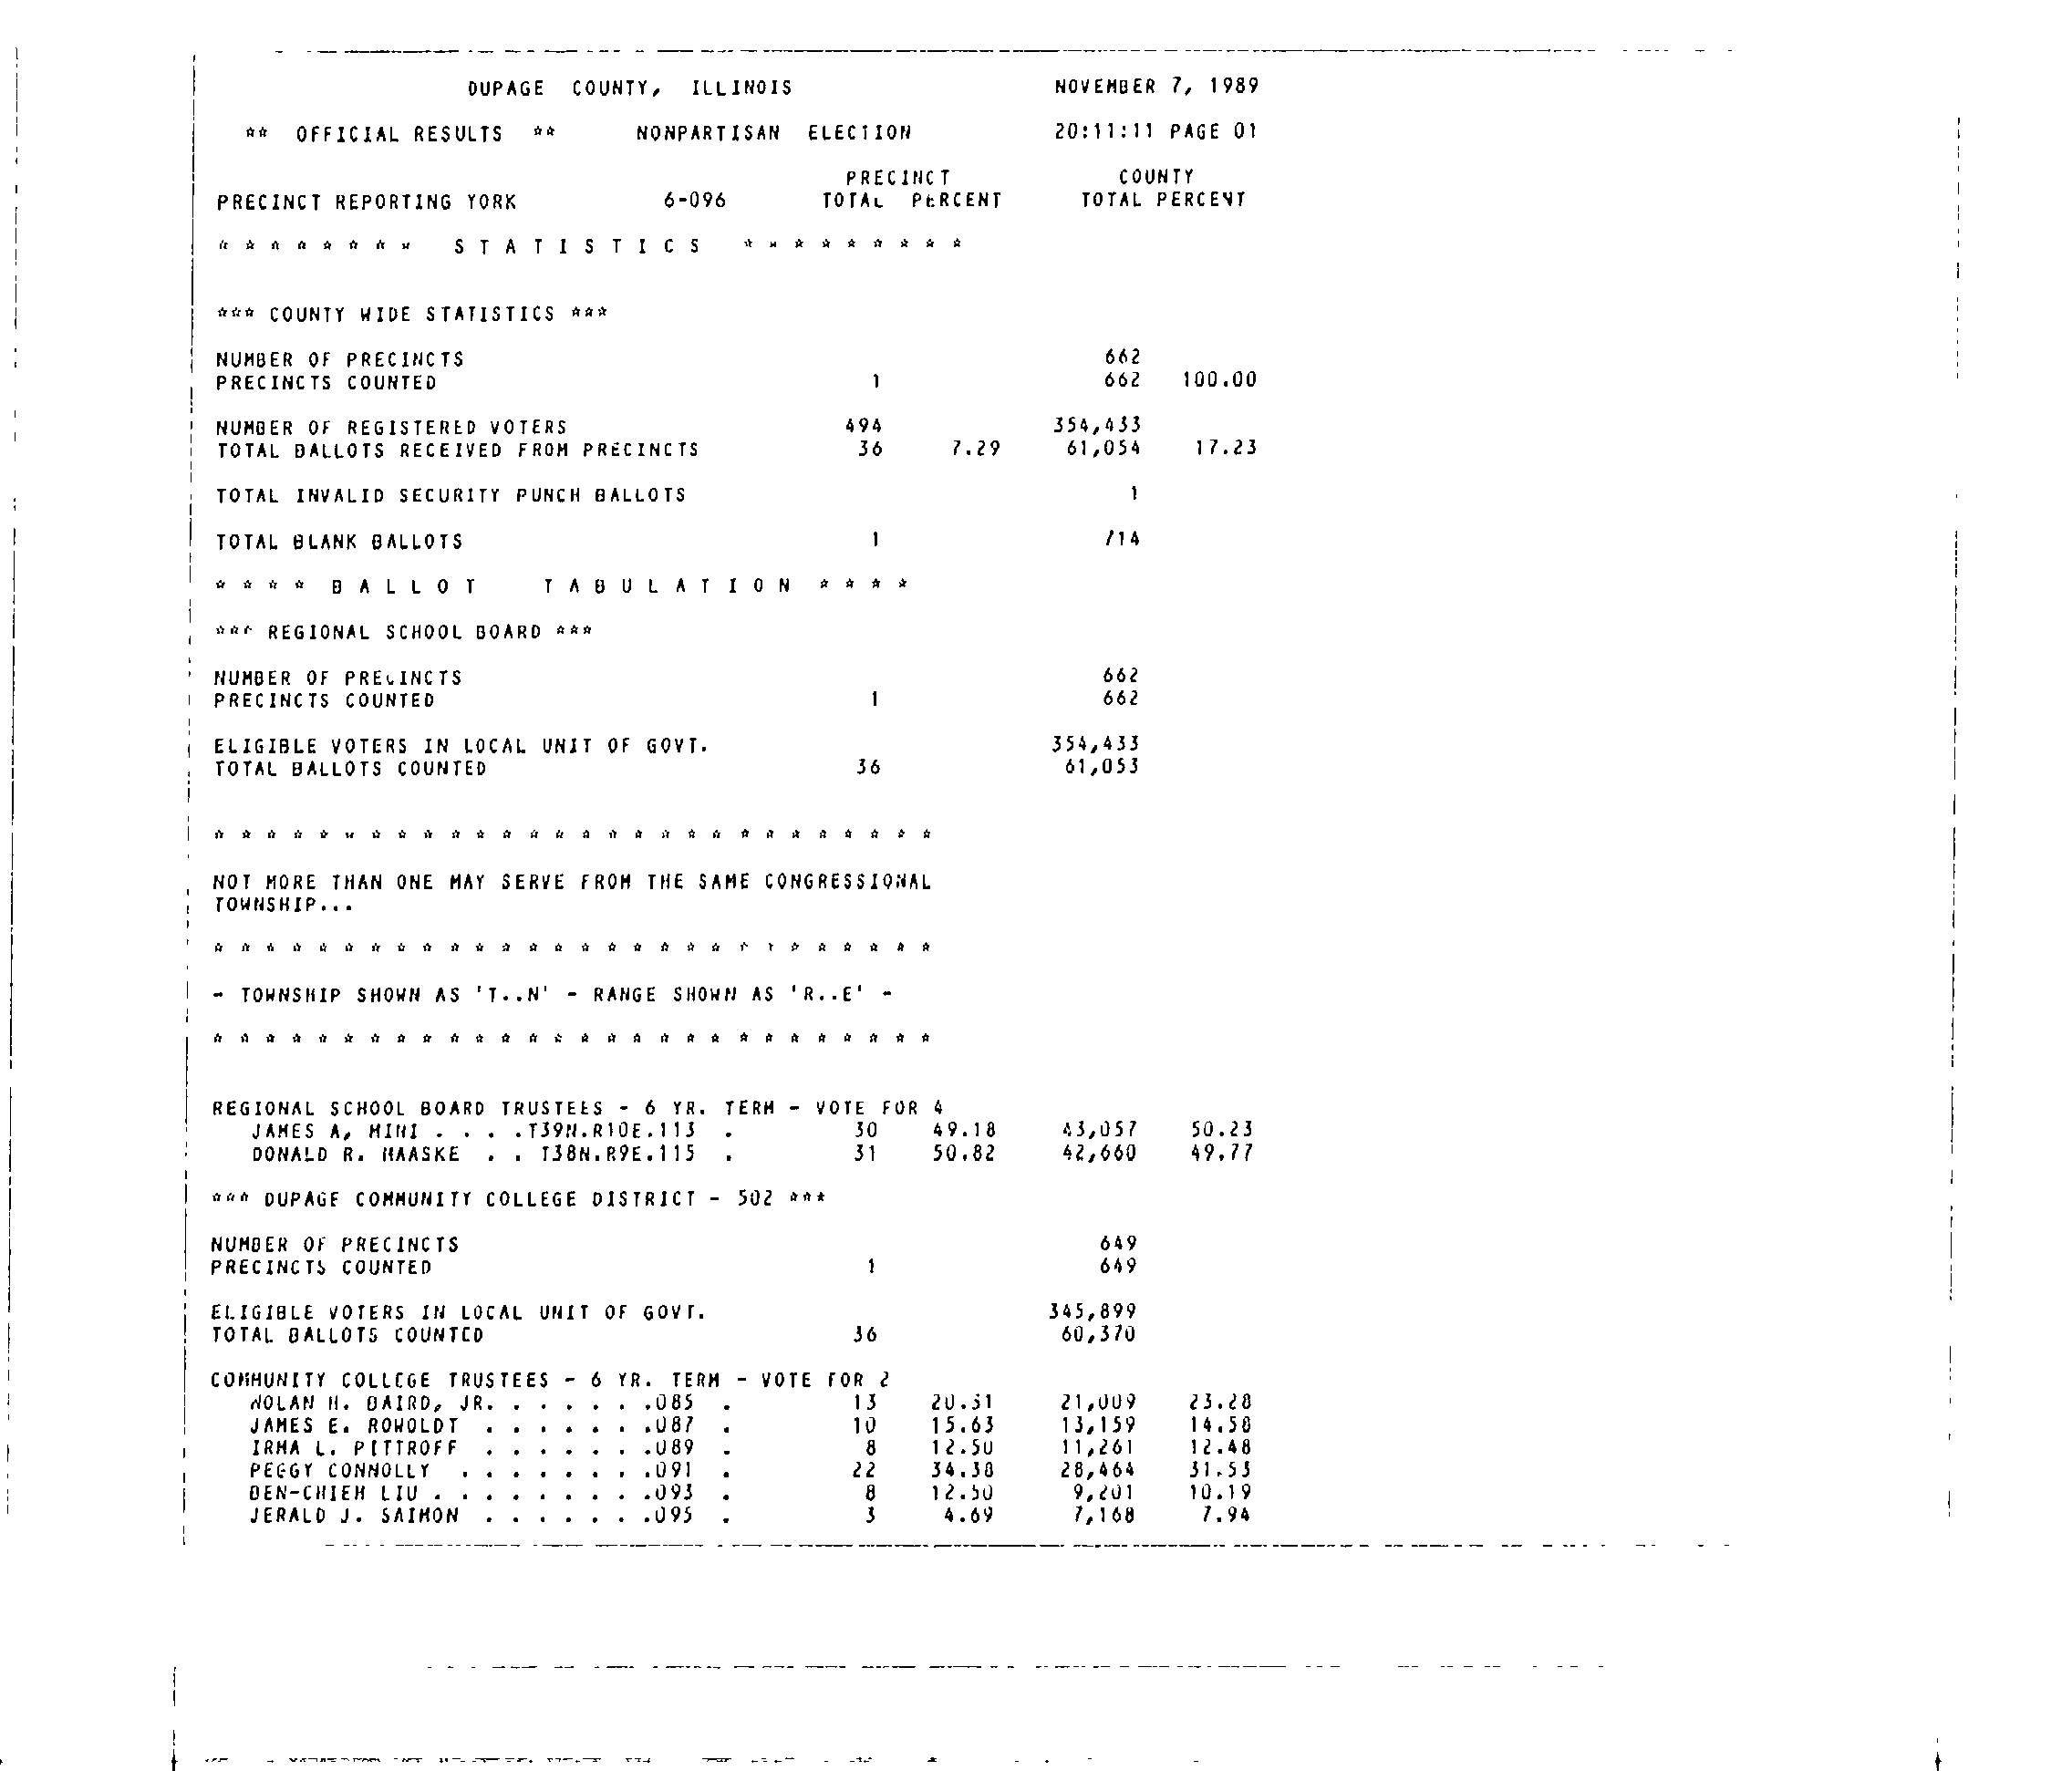 DUPAGE COUNTY, ILLINOIS NOVEMBER 7, 1989
** OFFICIAL RESULTS ** NONPARTISAN ELECTION 20:11:11 PAGE 01
PRECINCT COUNTY
PRECINCT REPORTING YORK 6-096 TOTAL PERCENT TOTAL PERCENT
* * * * * * * * S T A T I S T I C S * * * * * * * * *
*** COUNTY WIDE STATISTICS ***
NUMBER OF PRECINCTS 662
PRECINCTS COUNTED 1 662 100.00
NUMBER OF REGISTERED VOTERS 494 354,433
TOTAL BALLOTS RECEIVED FROM PRECINCTS 36 7.29 61,054 17.23
TOTAL INVALID SECURITY PUNCH BALLOTS 1
TOTAL BLANK BALLOTS 1 714
* * * * B A L L O T T A B U L A T I O N * * * *
*** REGIONAL SCHOOL BOARD ***
NUMBER OF PRECINCTS 662
PRECINCTS COUNTED 1 662
ELIGIBLE VOTERS IN LOCAL UNIT OF GOVT. 354,433
TOTAL BALLOTS COUNTED 36 61,053
* * * * * * * * * * * * * * * * * * * * * * * * * * * *
NOT MORE THAN ONE MAY SERVE FROM THE SAME CONGRESSIONAL
TOWNSHIP...
* * * * * * * * * * * * * * * * * * * * * * * * * * * *
- TOWNSHIP SHOWN AS 'T..N' - RANGE SHOWN AS 'R..E' -
* * * * * * * * * * * * * * * * * * * * * * * * * * * *
REGIONAL SCHOOL BOARD TRUSTEES - 6 YR. TERM - VOTE FOR 4
JAMES A. MINI . . . .T39N.R10E.113 . 30 49.18 43,057 50.23
DONALD R. HAASKE . . T38N.R9E.115 . 31 50.82 42,660 49.77
*** DUPAGE COMMUNITY COLLEGE DISTRICT - 502 ***
NUMBER OF PRECINCTS 649
PRECINCTS COUNTED 1 649
ELIGIBLE VOTERS IN LOCAL UNIT OF GOVT. 345,899
TOTAL BALLOTS COUNTED 36 60,370
COMMUNITY COLLEGE TRUSTEES - 6 YR. TERM - VOTE FOR 2
NOLAN H. BAIRD, JR. . . . . . .085 . 13 20.31 21,009 23.28
JAMES E. ROWOLDT . . . . . . .087 . 10 15.63 13,159 14.58
IRMA L. PITTROFF . . . . . . .089 . 8 12.50 11,261 12.48
PEGGY CONNOLLY . . . . . . . .091 . 22 34.38 28,464 31.53
BEN-CHIEH LIU . . . . . . . . .093 . 8 12.50 9,201 10.19
JERALD J. SAIMON . . . . . . .095 . 3 4.69 7,168 7.94